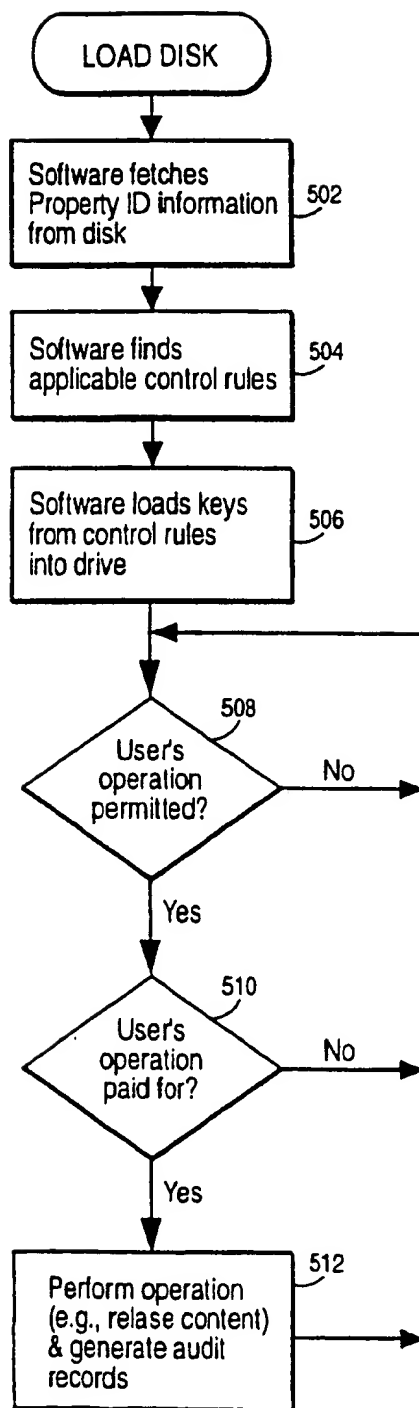 LOAD DISK
Software fetches
Property ID information
from disk
502
Software finds
applicable control rules
504
Software loads keys
from control rules
into drive
506
508
User's
operation
permitted?
No
Yes
510
User's
operation
paid for?
No
Yes
512
Perform operation
(e.g., relase content)
& generate audit
records